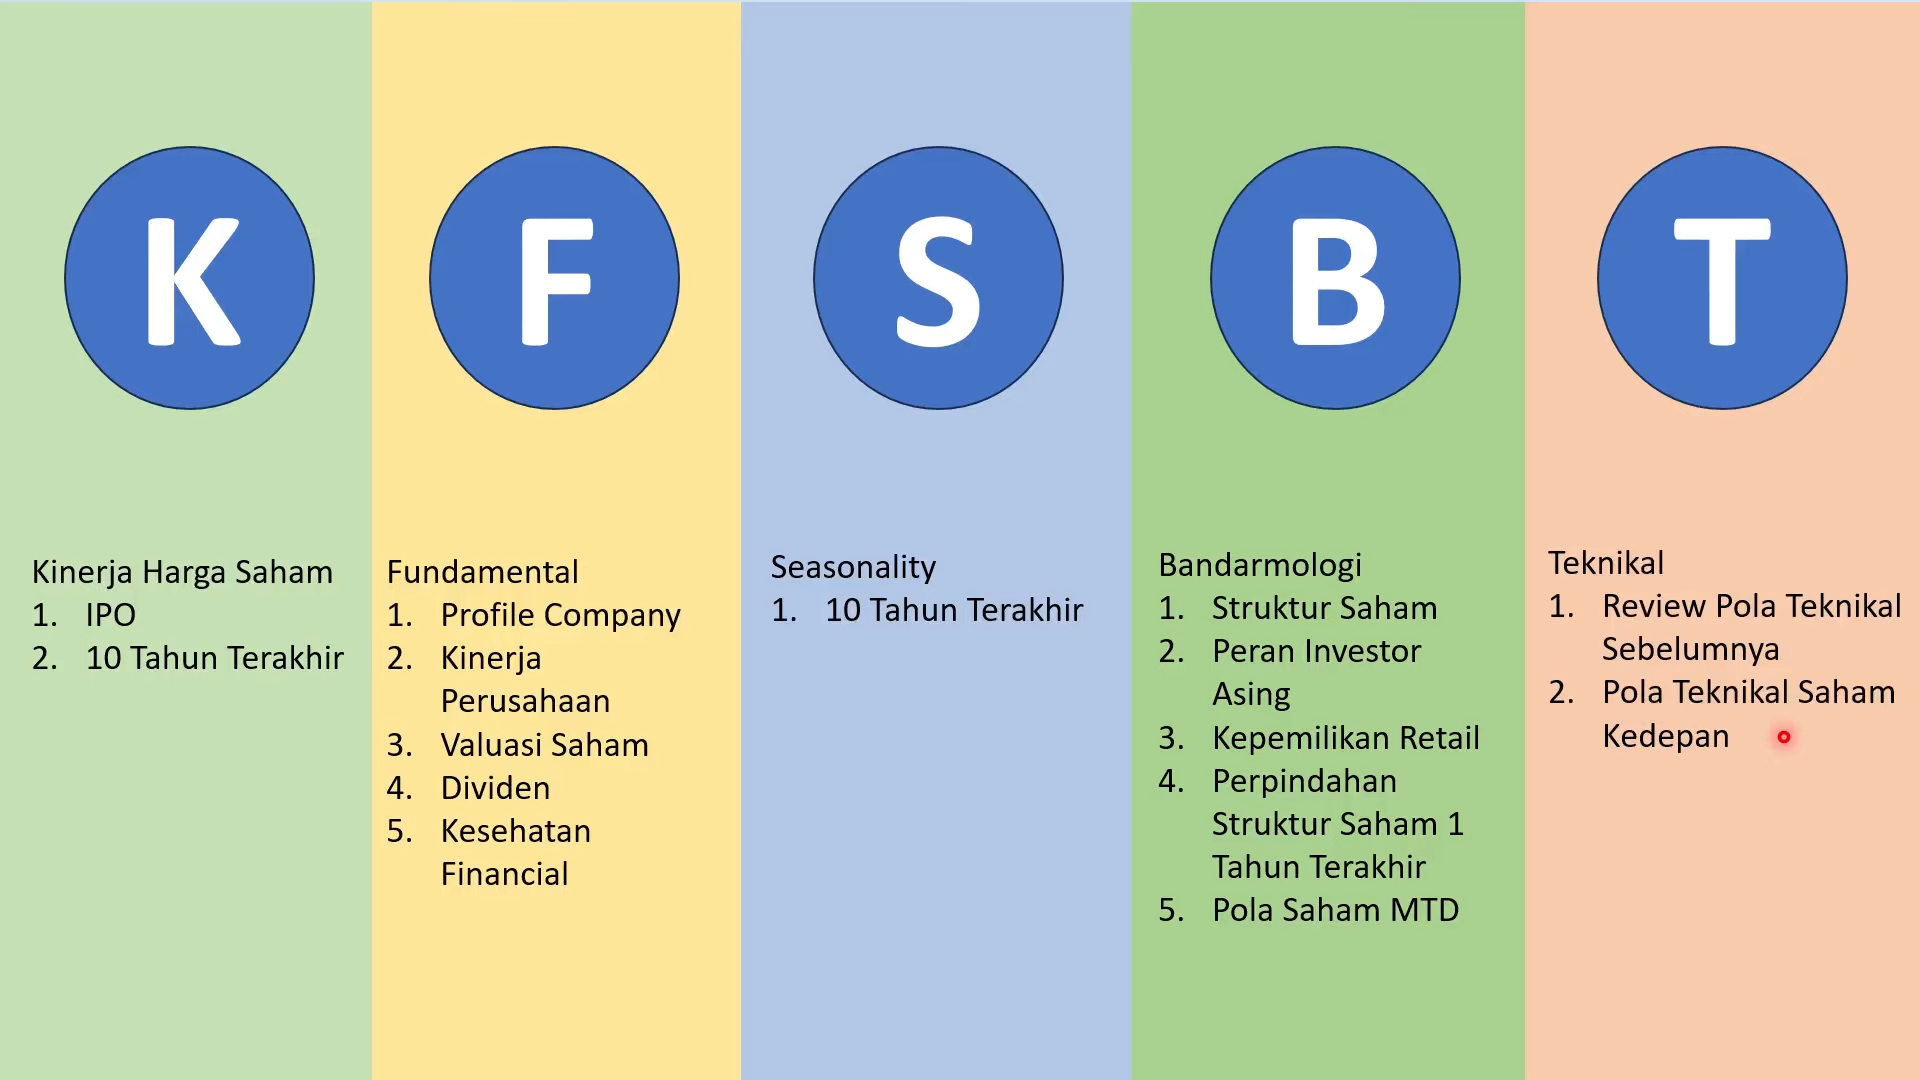 K
Kinerja Harga Saham
1. IPO
2. 10 Tahun Terakhir
F
Fundamental
1. Profile Company
2. Kinerja
Perusahaan
3. Valuasi Saham
4. Dividen
5. Kesehatan
Financial
S
Seasonality
1. 10 Tahun Terakhir
B
Bandarmologi
1. Struktur Saham
2. Peran Investor
Asing
3. Kepemilikan Retail
4. Perpindahan
Struktur Saham 1
Tahun Terakhir
5. Pola Saham MTD
T
Teknikal
1. Review Pola Teknikal
Sebelumnya
2. Pola Teknikal Saham
Kedepan